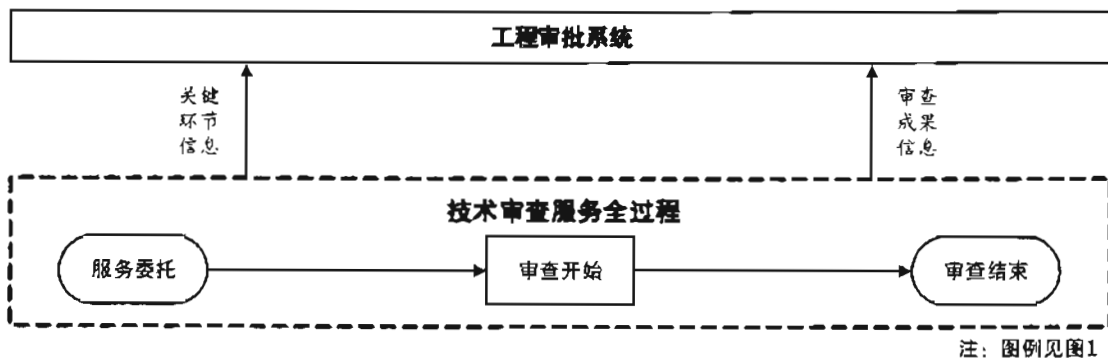 工程审批系统
关键
环节
信息
审查
成果
信息
技术审查服务全过程
服务委托
审查开始
审查结束
注：图例见图1